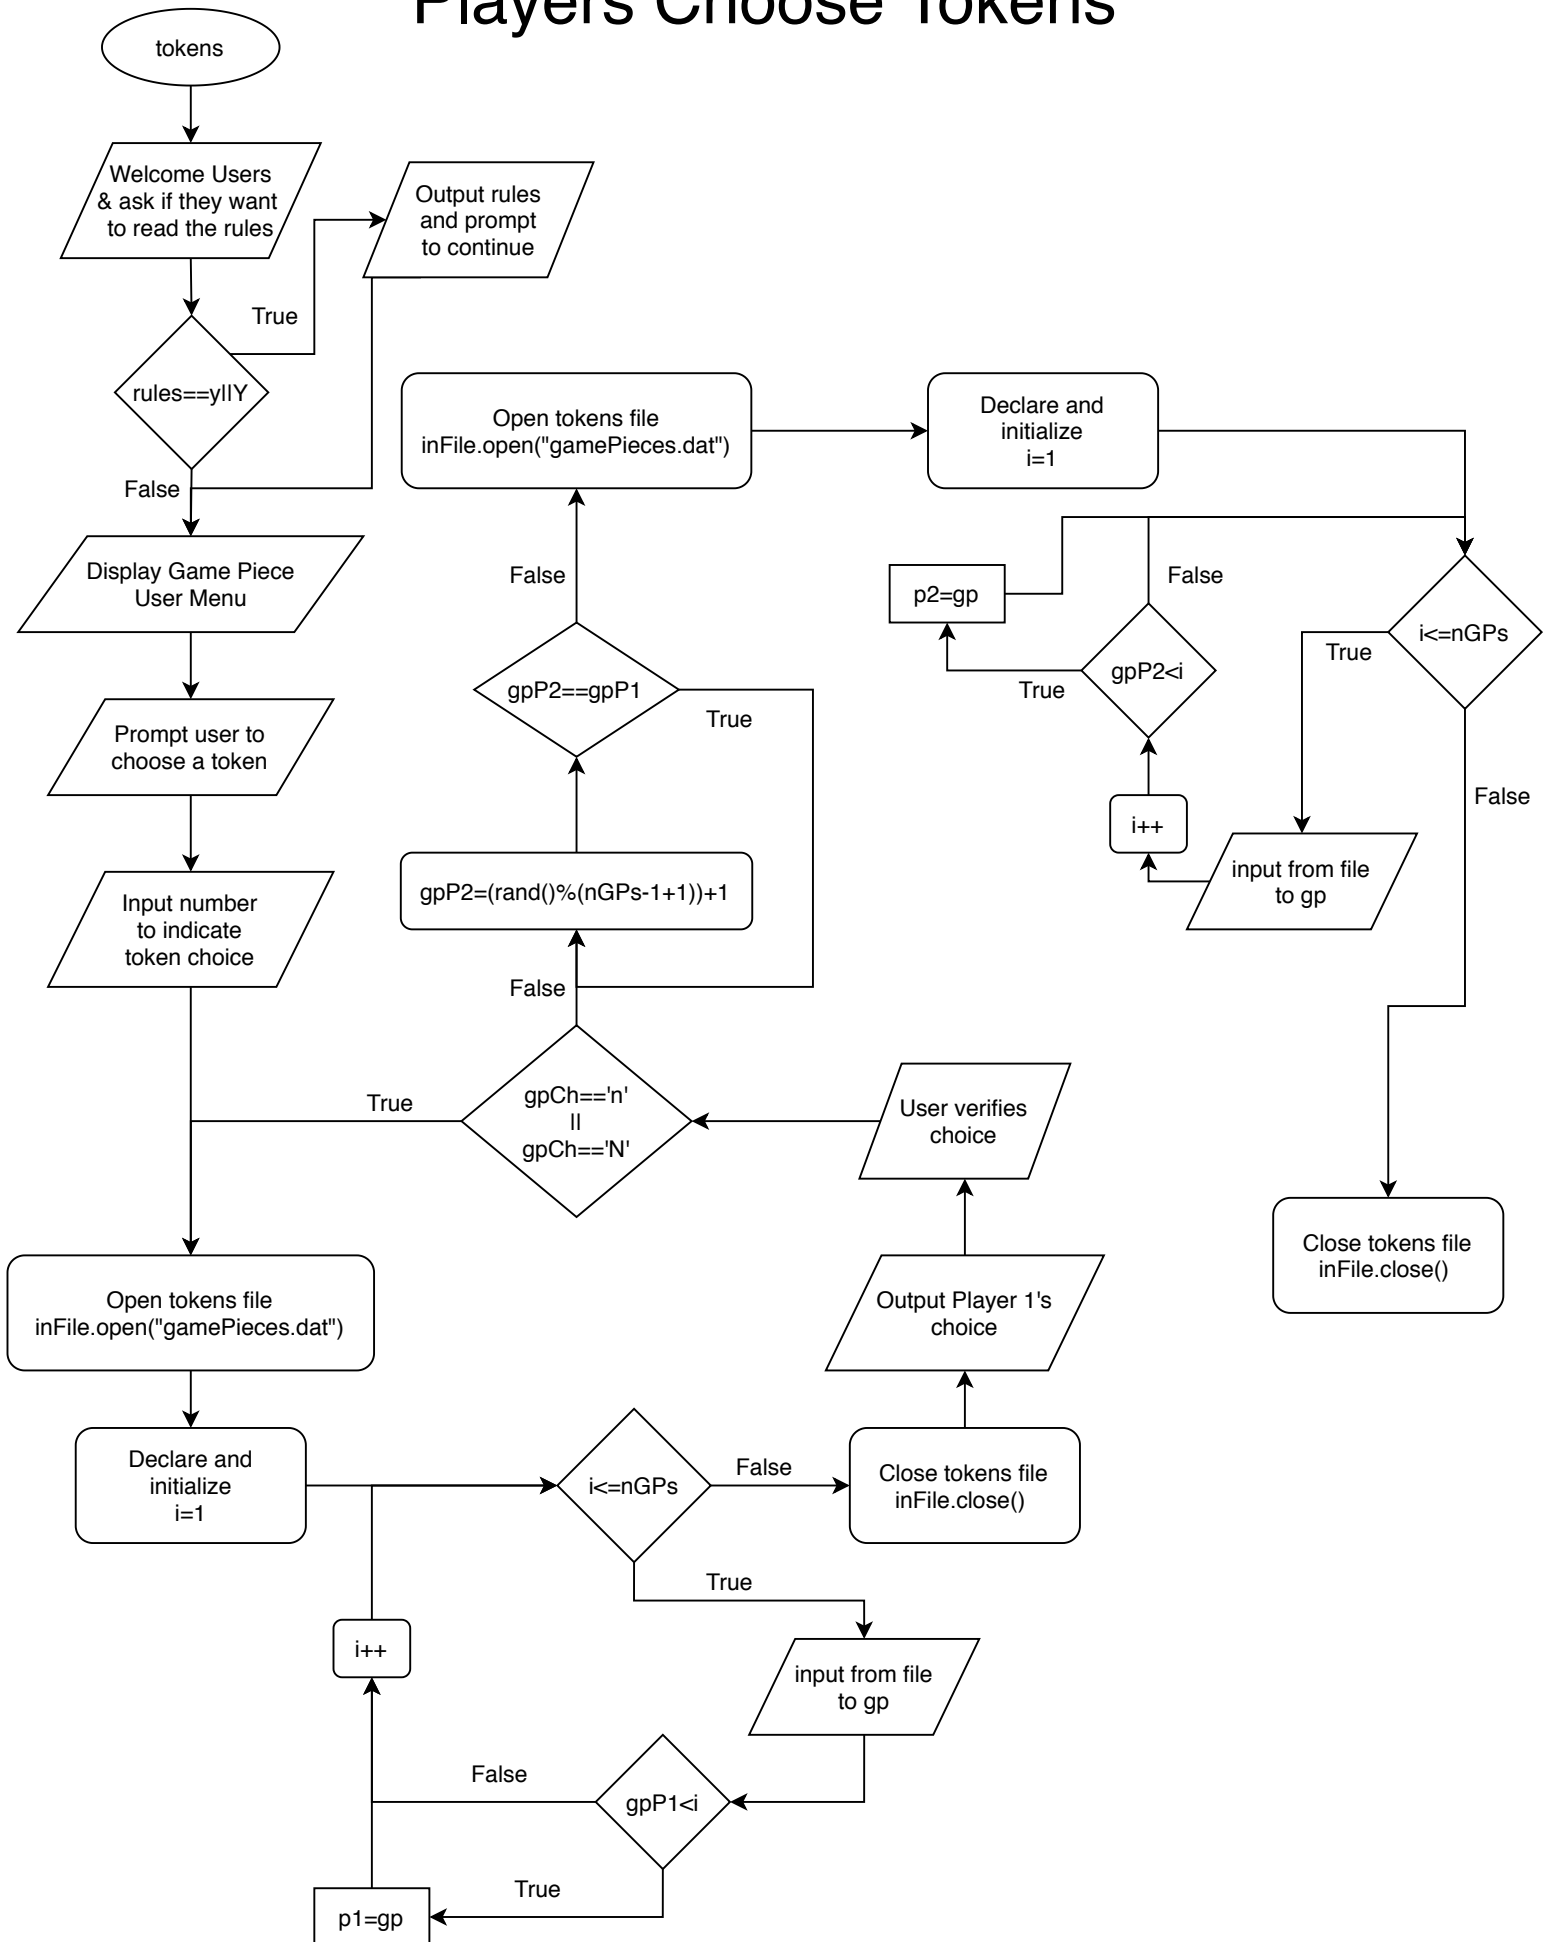 Players Choose Tokens
tokens
Welcome Users
& ask if they want
to read the rules
Output rules
and prompt
to continue
True
rules==y||Y
False
Display Game Piece
User Menu
Prompt user to
choose a token
Input number
to indicate
token choice
Open tokens file
inFile.open("gamePieces.dat")
Declare and
initialize
i=1
i<=nGPs
False
Close tokens file
inFile.close()
True
input from file
to gp
gpP1<i
False
True
p1=gp
i++
Output Player 1's
choice
User verifies
choice
gpCh=='n'
||
gpCh=='N'
True
False
gpP2=(rand()%(nGPs-1+1))+1
gpP2==gpP1
True
False
Open tokens file
inFile.open("gamePieces.dat")
Declare and
initialize
i=1
i<=nGPs
True
False
input from file
to gp
i++
gpP2<i
False
True
p2=gp
Close tokens file
inFile.close()